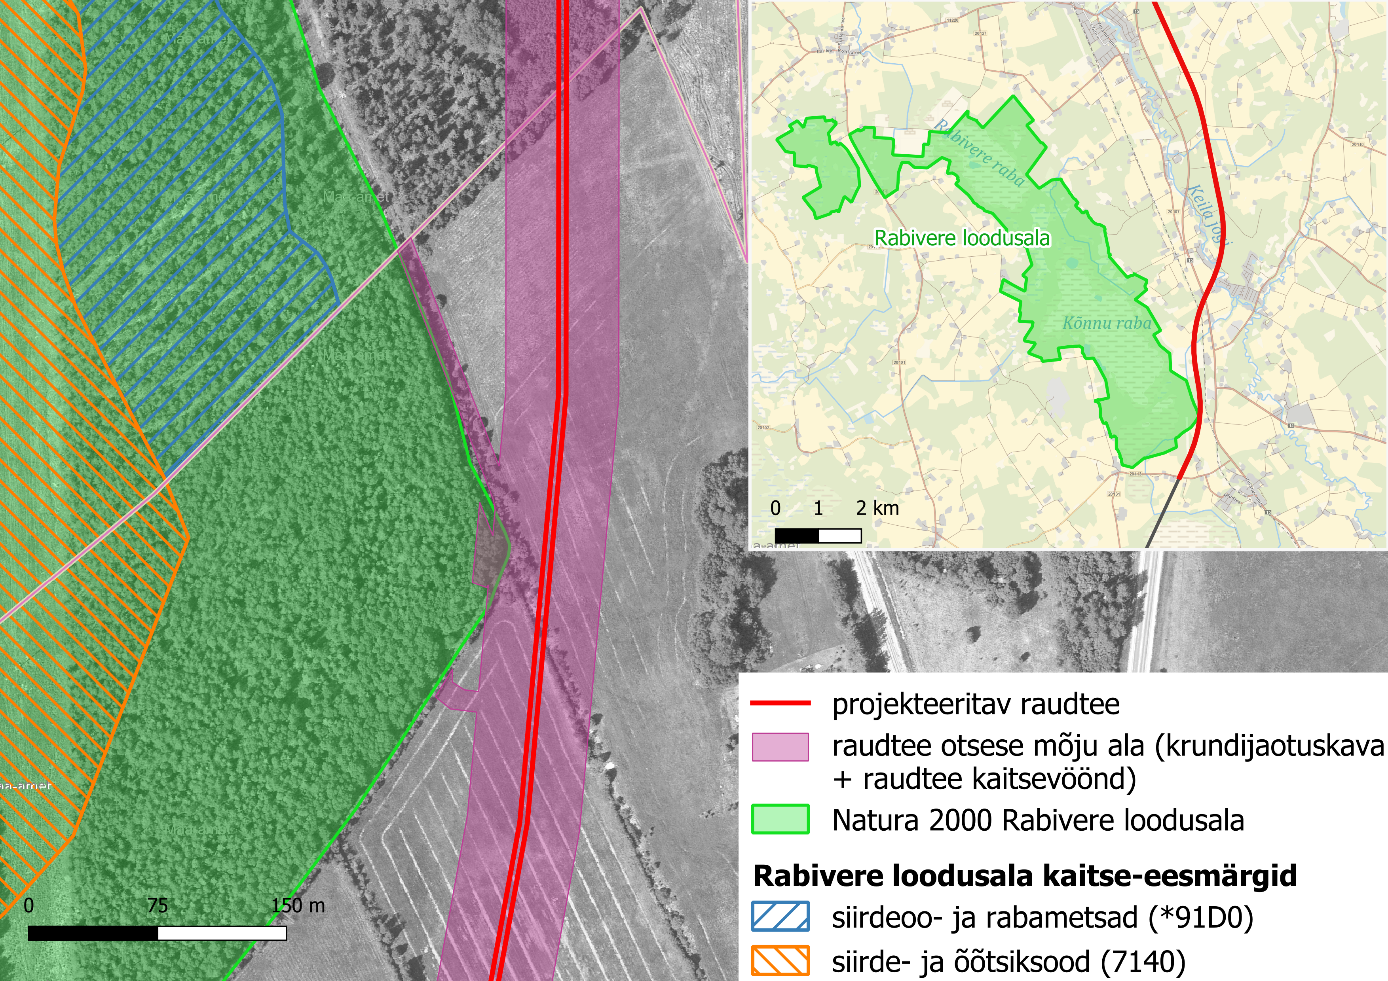 Rabivere raba
Keila jõgi
Rabivere loodusala
Kõnnu raba
0 1 2 km
projekteeritav raudtee
raudtee otsese mõju ala (krundijaotuskava
+ raudtee kaitsevöönd)
Natura 2000 Rabivere loodusala
Rabivere loodusala kaitse-eesmärgid
siirdeoo- ja rabametsad (*91D0)
siirde- ja õõtsiksood (7140)
0 75 150 m